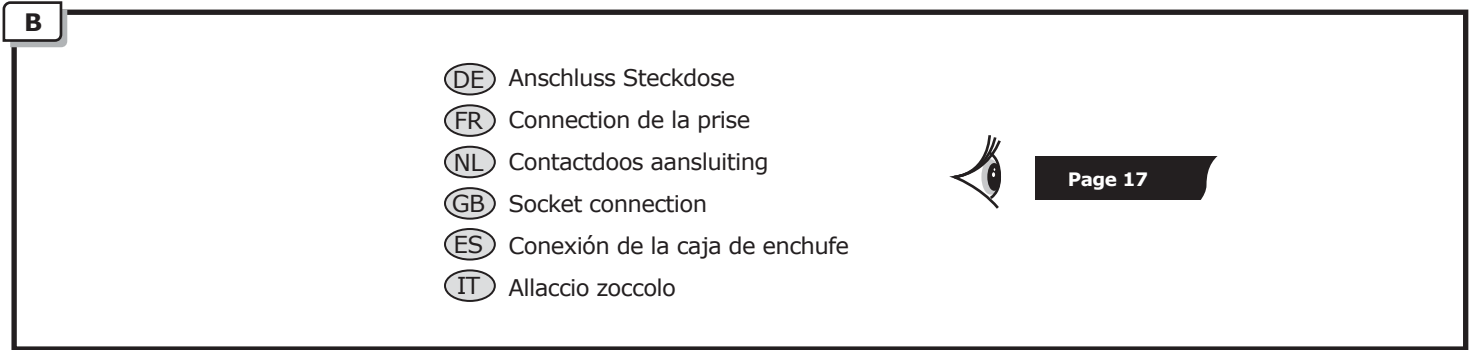 B
DE Anschluss Steckdose
FR Connection de la prise
NL Contactdoos aansluiting
GB Socket connection
ES Conexión de la caja de enchufe
IT Allaccio zoccolo
Page 17